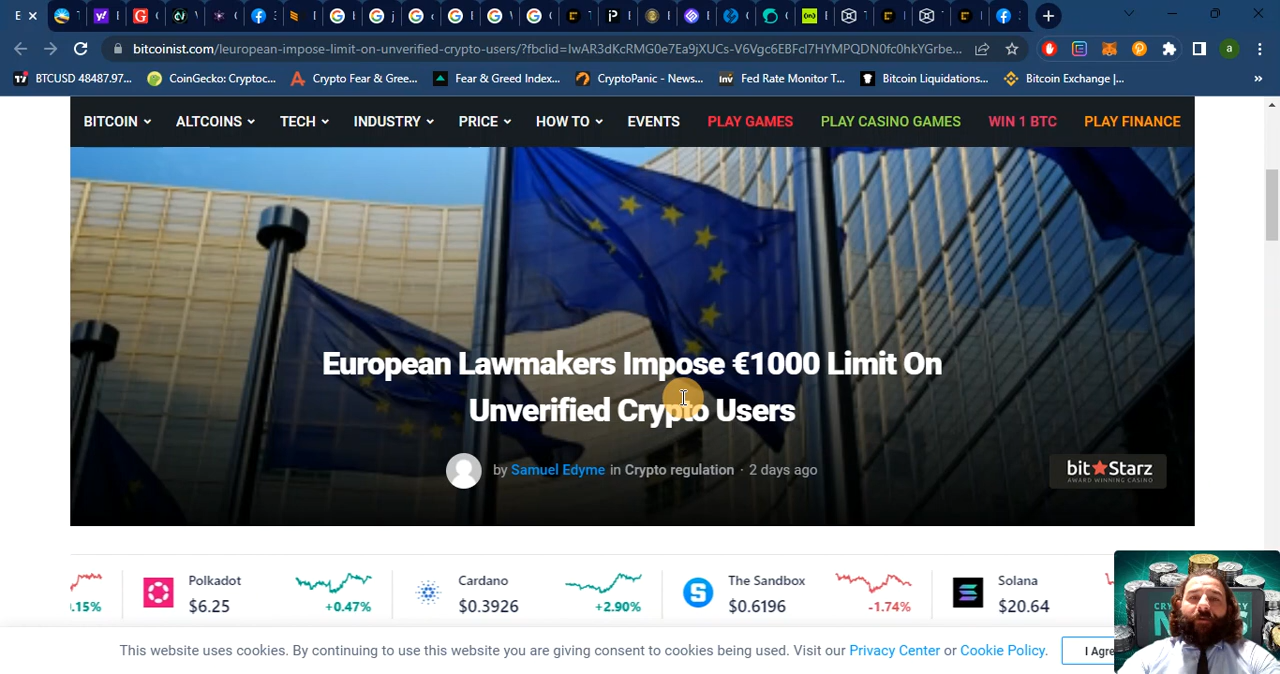 bitcoinist.com/leuropean-impose-limit-on-unverified-crypto-users/?fbclid=IwAR3dKcRMG0e7Ea9jXUCs-V6Vgc6EBFcl7HYMPQDN0fc0hkYGrbe...
BTCUSD 48487.97... CoinGecko: Cryptoc... Crypto Fear & Gree... Fear & Greed Index... CryptoPanic - News... Fed Rate Monitor T... Bitcoin Liquidations... Bitcoin Exchange |... »
BITCOIN ALTCOINS TECH INDUSTRY PRICE HOW TO EVENTS PLAY GAMES PLAY CASINO GAMES WIN 1 BTC PLAY FINANCE
European Lawmakers Impose €1000 Limit On
Unverified Crypto Users
by Samuel Edyme in Crypto regulation · 2 days ago
bit★Starz
AWARD WINNING CASINO
Polkadot Cardano The Sandbox Solana
.15% $6.25 +0.47% $0.3926 +2.90% $0.6196 -1.74% $20.64
This website uses cookies. By continuing to use this website you are giving consent to cookies being used. Visit our Privacy Center or Cookie Policy. I Agree